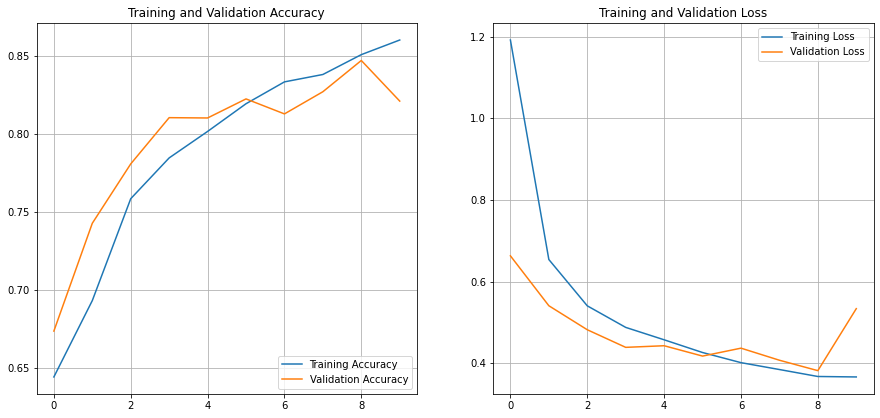 Training and Validation Accuracy
0.85
0.80
0.75
0.70
0.65
0 2 4 6 8
Training Accuracy
Validation Accuracy
Training and Validation Loss
1.2
1.0
0.8
0.6
0.4
0 2 4 6 8
Training Loss
Validation Loss